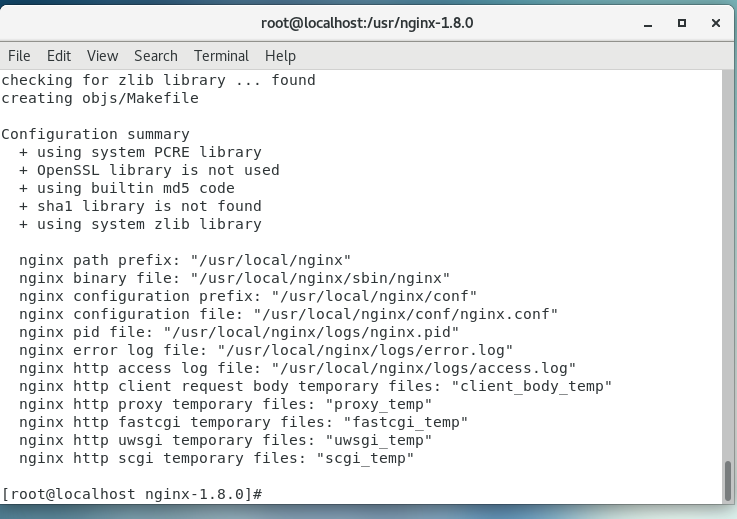 root@localhost:/usr/nginx-1.8.0
File Edit View Search Terminal Help
checking for zlib library ... found
creating objs/Makefile
Configuration summary
+ using system PCRE library
+ OpenSSL library is not used
+ using builtin md5 code
+ sha1 library is not found
+ using system zlib library
nginx path prefix: "/usr/local/nginx"
nginx binary file: "/usr/local/nginx/sbin/nginx"
nginx configuration prefix: "/usr/local/nginx/conf"
nginx configuration file: "/usr/local/nginx/conf/nginx.conf"
nginx pid file: "/usr/local/nginx/logs/nginx.pid"
nginx error log file: "/usr/local/nginx/logs/error.log"
nginx http access log file: "/usr/local/nginx/logs/access.log"
nginx http client request body temporary files: "client_body_temp"
nginx http proxy temporary files: "proxy_temp"
nginx http fastcgi temporary files: "fastcgi_temp"
nginx http uwsgi temporary files: "uwsgi_temp"
nginx http scgi temporary files: "scgi_temp"
[root@localhost nginx-1.8.0]#